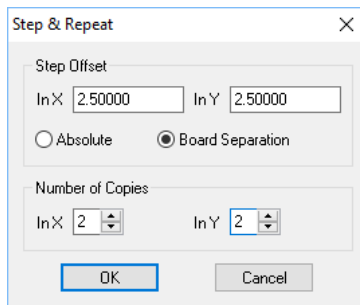 Step & Repeat
Step Offset
In X 2.50000 In Y 2.50000
Absolute Board Separation
Number of Copies
In X 2 In Y 2
OK Cancel